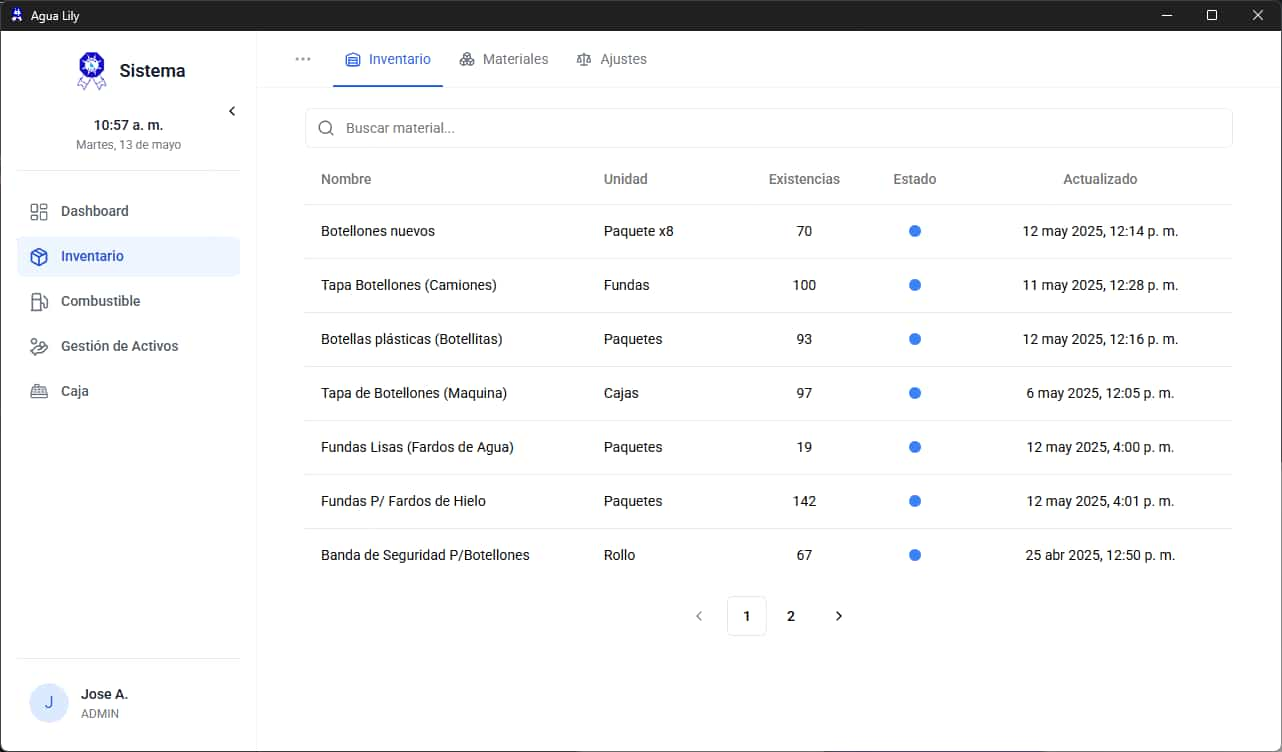 Agua Lily
Sistema
10:57 a. m.
Martes, 13 de mayo
Dashboard
Inventario
Combustible
Gestión de Activos
Caja
Jose A.
J
ADMIN
Inventario Materiales Ajustes
Buscar material...
Nombre Unidad Existencias Estado Actualizado
Botellones nuevos Paquete x8 70 12 may 2025, 12:14 p. m.
Tapa Botellones (Camiones) Fundas 100 11 may 2025, 12:28 p. m.
Botellas plásticas (Botellitas) Paquetes 93 12 may 2025, 12:16 p. m.
Tapa de Botellones (Maquina) Cajas 97 6 may 2025, 12:05 p. m.
Fundas Lisas (Fardos de Agua) Paquetes 19 12 may 2025, 4:00 p. m.
Fundas P/ Fardos de Hielo Paquetes 142 12 may 2025, 4:01 p. m.
Banda de Seguridad P/Botellones Rollo 67 25 abr 2025, 12:50 p. m.
1 2